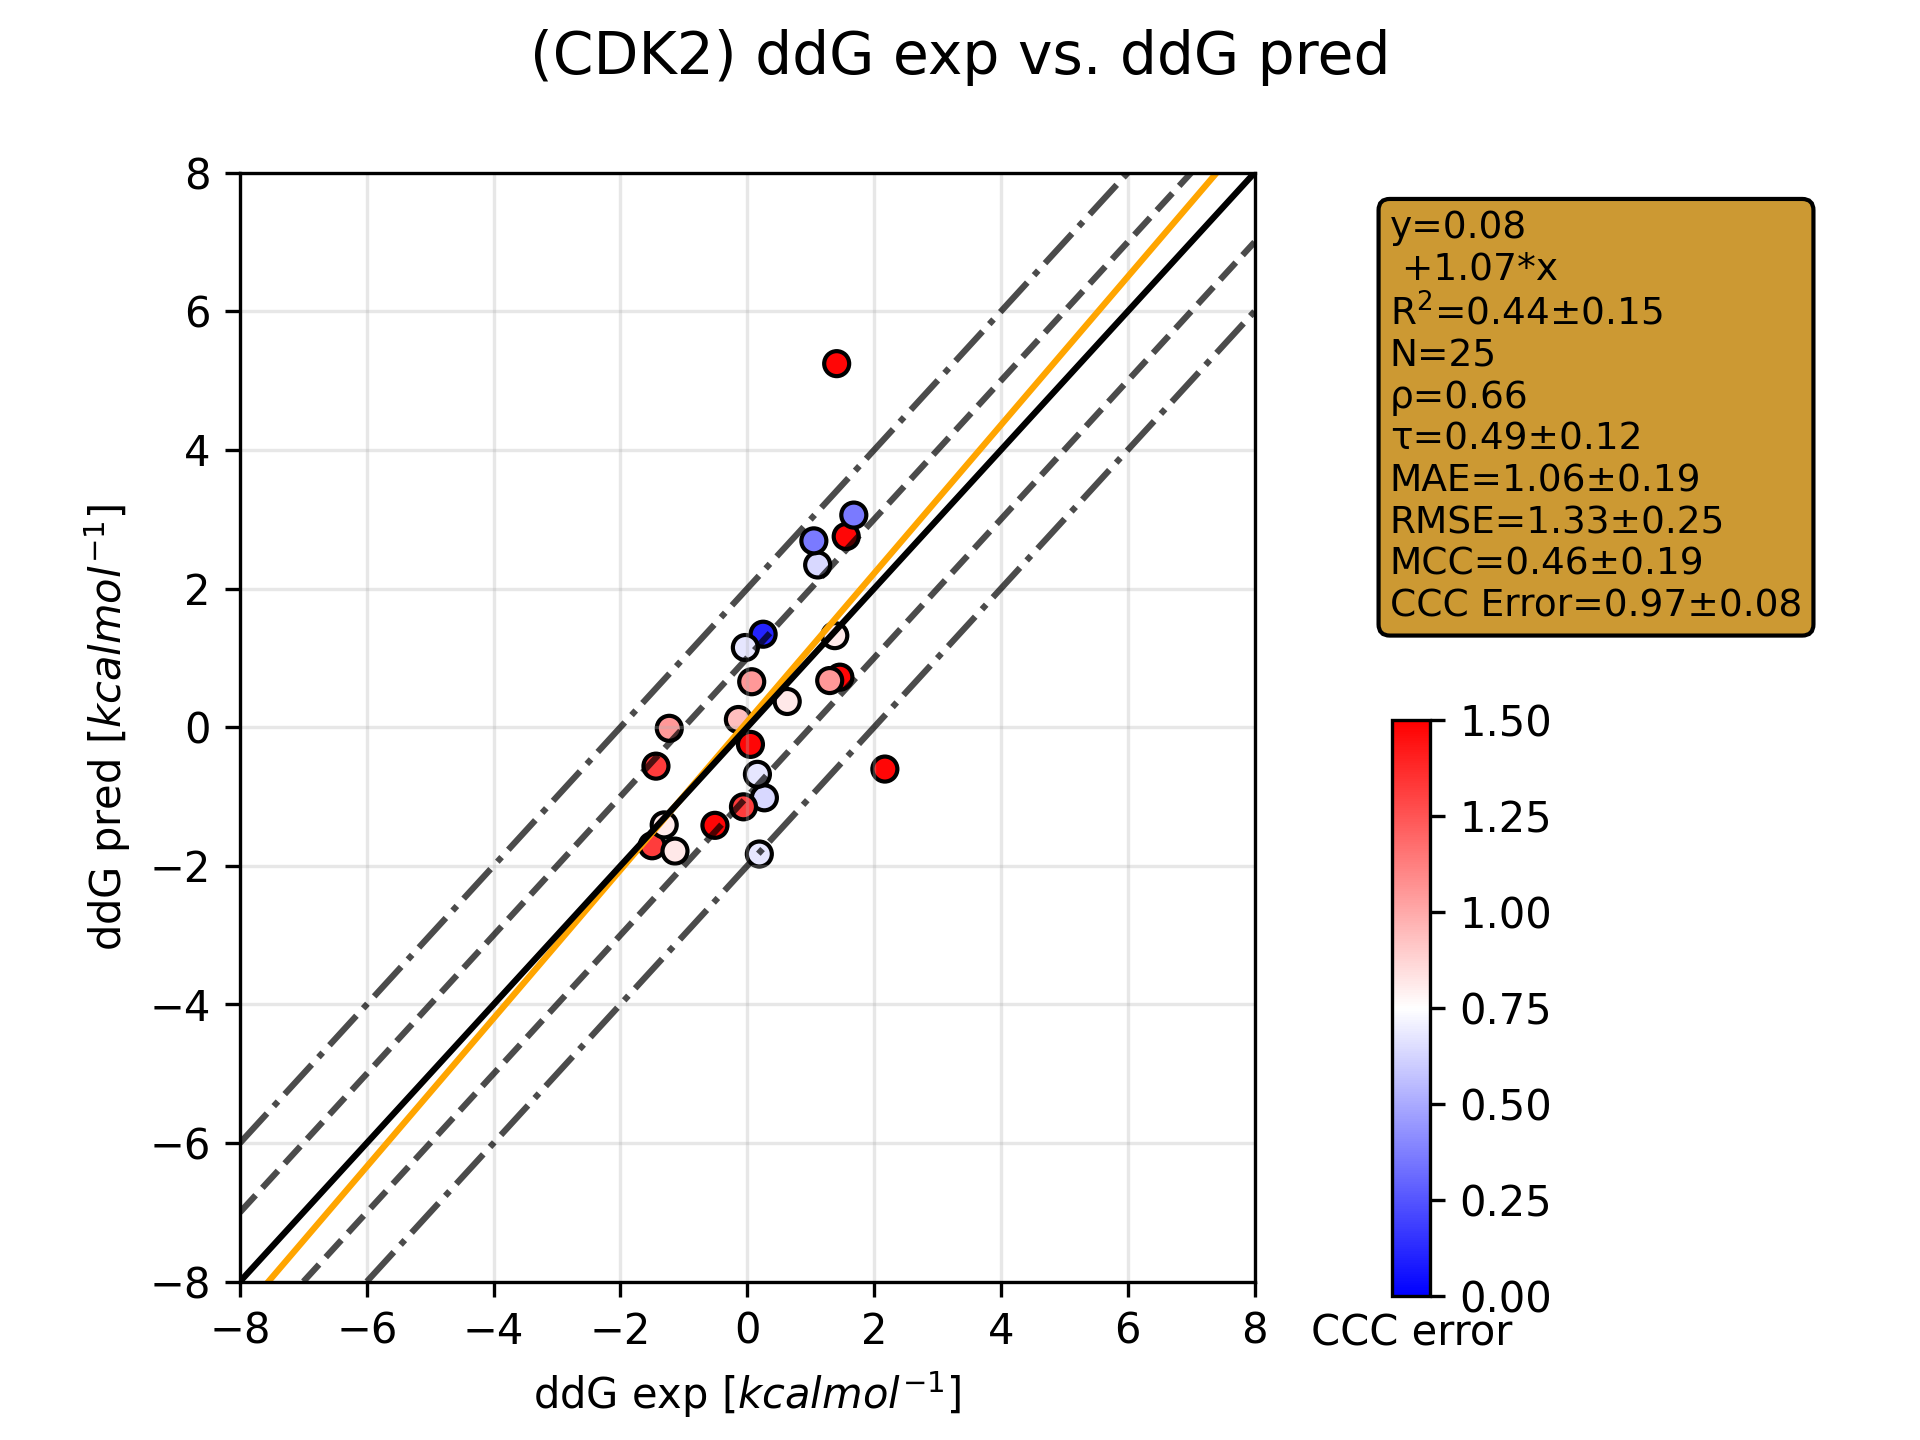 (CDK2) ddG exp vs. ddG pred
8
6
4
2
0
−2
−4
−6
−8
ddG pred [kcalmol⁻¹]
−8 −6 −4 −2 0 2 4 6 8
ddG exp [kcalmol⁻¹]
y=0.08
+1.07*x
R²=0.44±0.15
N=25
ρ=0.66
τ=0.49±0.12
MAE=1.06±0.19
RMSE=1.33±0.25
MCC=0.46±0.19
CCC Error=0.97±0.08
1.50
1.25
1.00
0.75
0.50
0.25
0.00
CCC error